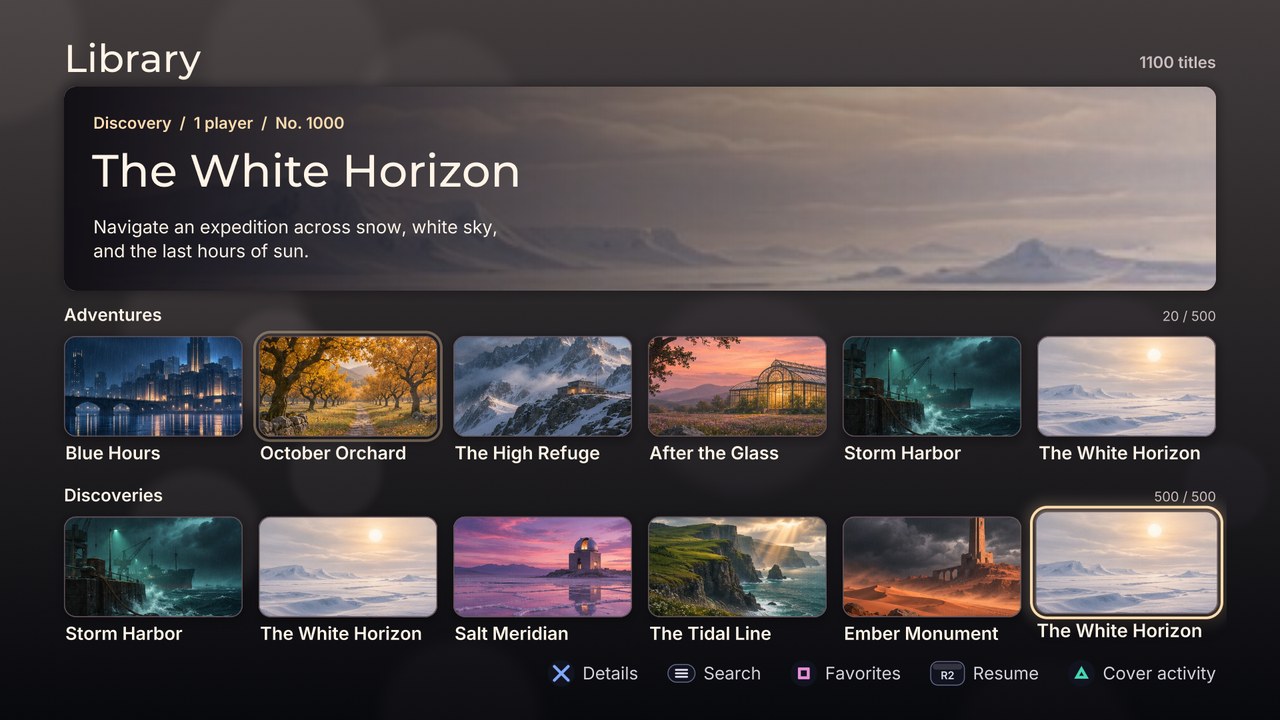 Library
1100 titles
Discovery / 1 player / No. 1000
The White Horizon
Navigate an expedition across snow, white sky,
and the last hours of sun.
Adventures
20 / 500
Blue Hours
October Orchard
The High Refuge
After the Glass
Storm Harbor
The White Horizon
Discoveries
500 / 500
Storm Harbor
The White Horizon
Salt Meridian
The Tidal Line
Ember Monument
The White Horizon
Details
Search
Favorites
R2 Resume
Cover activity